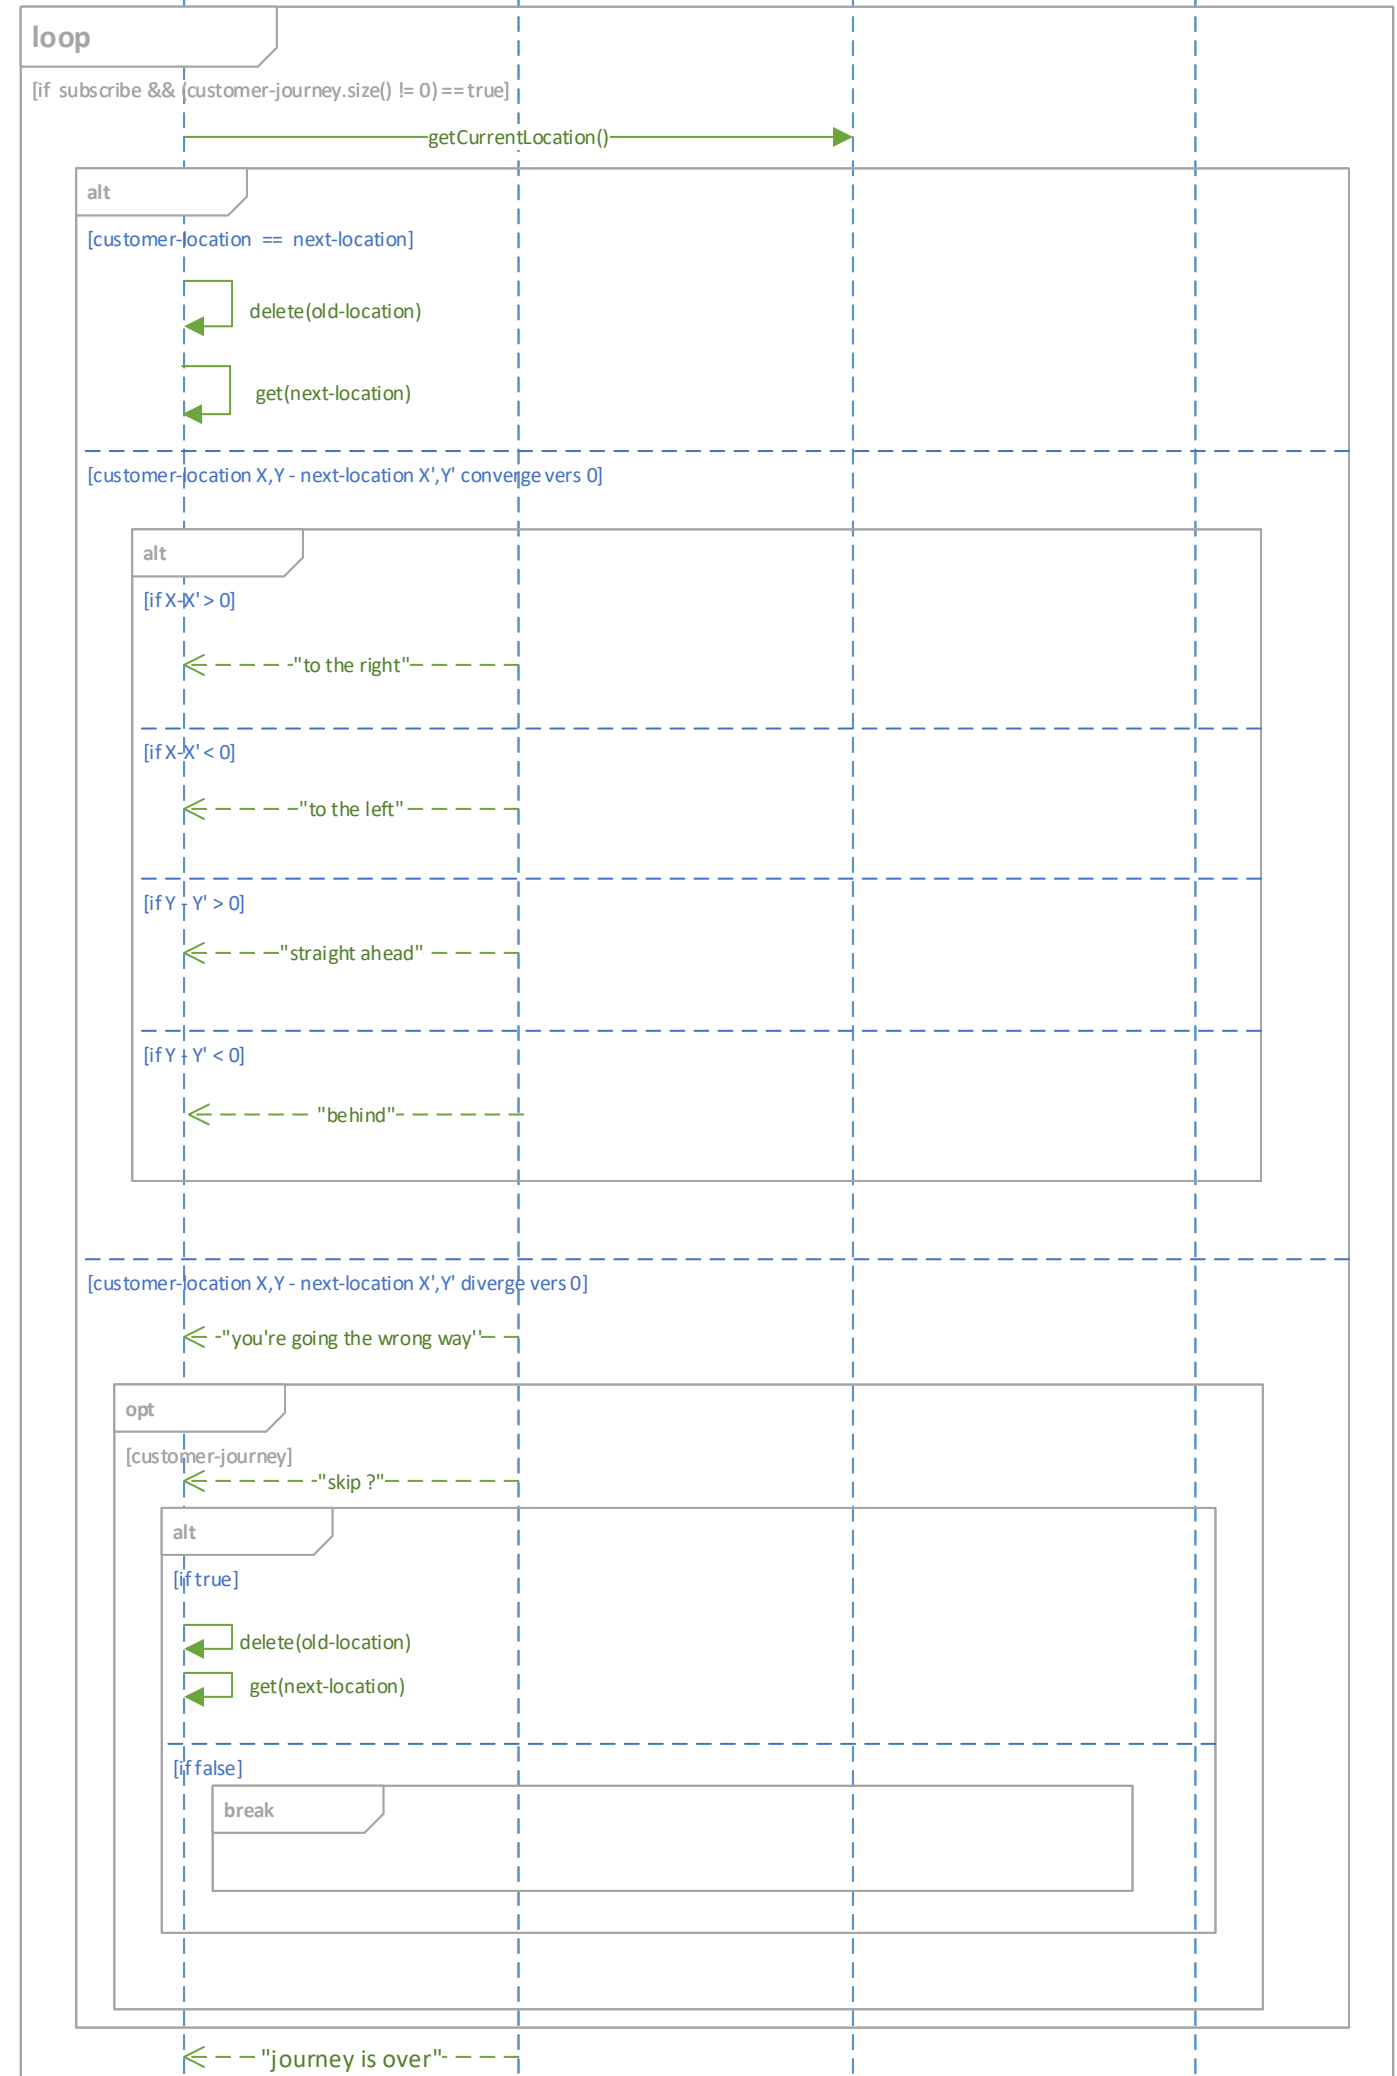 loop
[if subscribe && (customer-journey.size() != 0) == true]
getCurrentLocation()
alt
[customer-location == next-location]
delete(old-location)
get(next-location)
[customer-location X,Y - next-location X',Y' converge vers 0]
alt
[if X-X' > 0]
"to the right"
[if X-X' < 0]
"to the left"
[if Y - Y' > 0]
"straight ahead"
[if Y - Y' < 0]
"behind"
[customer-location X,Y - next-location X',Y' diverge vers 0]
"you're going the wrong way''
opt
[customer-journey]
"skip ?"
alt
[if true]
delete(old-location)
get(next-location)
[if false]
break
"journey is over"